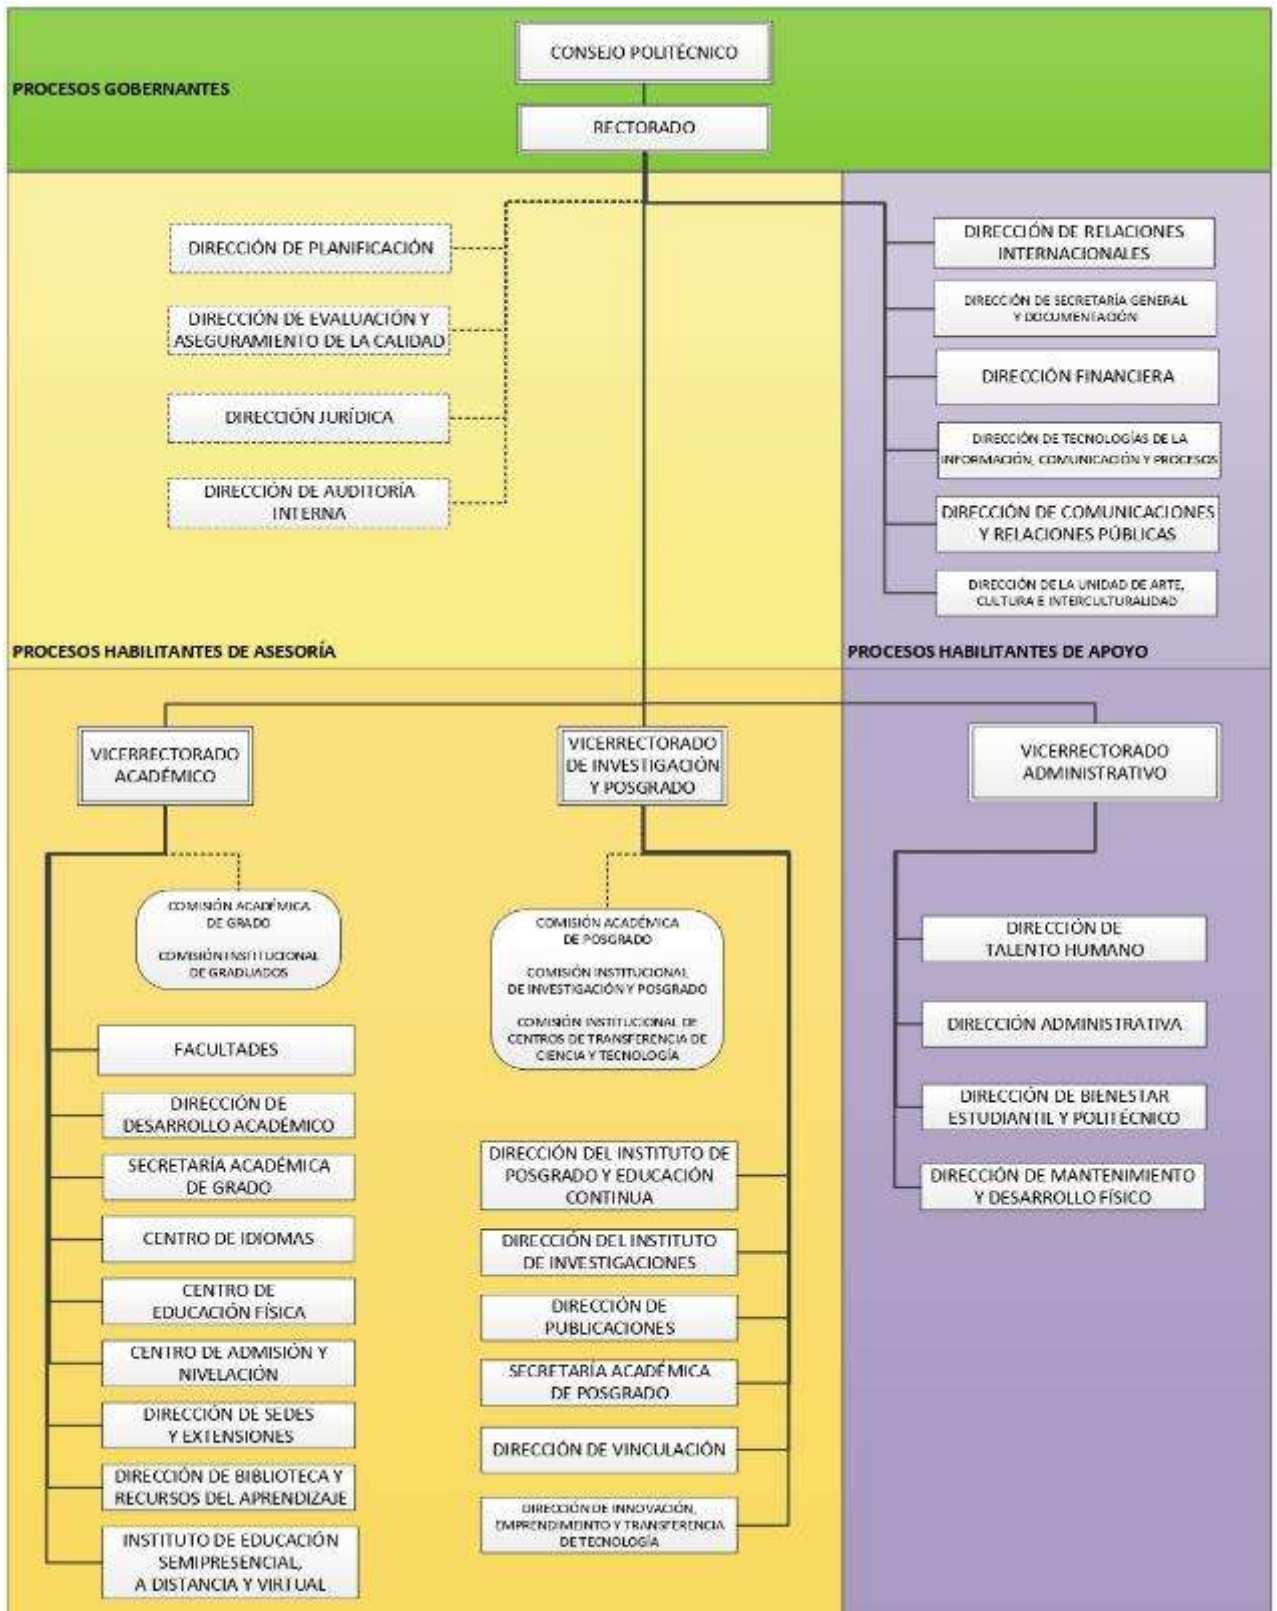 CONSEJO POLITÉCNICO
PROCESOS GOBERNANTES
RECTORADO
DIRECCIÓN DE PLANIFICACIÓN
DIRECCIÓN DE EVALUACIÓN Y
ASEGURAMIENTO DE LA CALIDAD
DIRECCIÓN JURÍDICA
DIRECCIÓN DE AUDITORÍA
INTERNA
DIRECCIÓN DE RELACIONES
INTERNACIONALES
DIRECCIÓN DE SECRETARÍA GENERAL
Y DOCUMENTACIÓN
DIRECCIÓN FINANCIERA
DIRECCIÓN DE TECNOLOGÍAS DE LA
INFORMACIÓN, COMUNICACIÓN Y PROCESOS
DIRECCIÓN DE COMUNICACIONES
Y RELACIONES PÚBLICAS
DIRECCIÓN DE LA UNIDAD DE ARTE,
CULTURA E INTERCULTURALIDAD
PROCESOS HABILITANTES DE ASESORÍA
PROCESOS HABILITANTES DE APOYO
VICERRECTORADO
ACADÉMICO
VICERRECTORADO
DE INVESTIGACIÓN
Y POSGRADO
VICERRECTORADO
ADMINISTRATIVO
COMISIÓN ACADÉMICA
DE GRADO
COMISIÓN INSTITUCIONAL
DE GRADUADOS
FACULTADES
DIRECCIÓN DE
DESARROLLO ACADÉMICO
SECRETARÍA ACADÉMICA
DE GRADO
CENTRO DE IDIOMAS
CENTRO DE
EDUCACIÓN FÍSICA
CENTRO DE ADMISIÓN Y
NIVELACIÓN
DIRECCIÓN DE SEDES
Y EXTENSIONES
DIRECCIÓN DE BIBLIOTECA Y
RECURSOS DEL APRENDIZAJE
INSTITUTO DE EDUCACIÓN
SEMIPRESENCIAL,
A DISTANCIA Y VIRTUAL
COMISIÓN ACADÉMICA
DE POSGRADO
COMISIÓN INSTITUCIONAL
DE INVESTIGACIÓN Y POSGRADO
COMISIÓN INSTITUCIONAL DE
CENTROS DE TRANSFERENCIA DE
CIENCIA Y TECNOLOGÍA
DIRECCIÓN DEL INSTITUTO DE
POSGRADO Y EDUCACIÓN
CONTINUA
DIRECCIÓN DEL INSTITUTO
DE INVESTIGACIONES
DIRECCIÓN DE
PUBLICACIONES
SECRETARÍA ACADÉMICA
DE POSGRADO
DIRECCIÓN DE VINCULACIÓN
DIRECCIÓN DE INNOVACIÓN,
EMPRENDIMEINTO Y TRANSFERENCIA
DE TECNOLOGÍA
DIRECCIÓN DE
TALENTO HUMANO
DIRECCIÓN ADMINISTRATIVA
DIRECCIÓN DE BIENESTAR
ESTUDIANTIL Y POLITÉCNICO
DIRECCIÓN DE MANTENIMIENTO
Y DESARROLLO FÍSICO